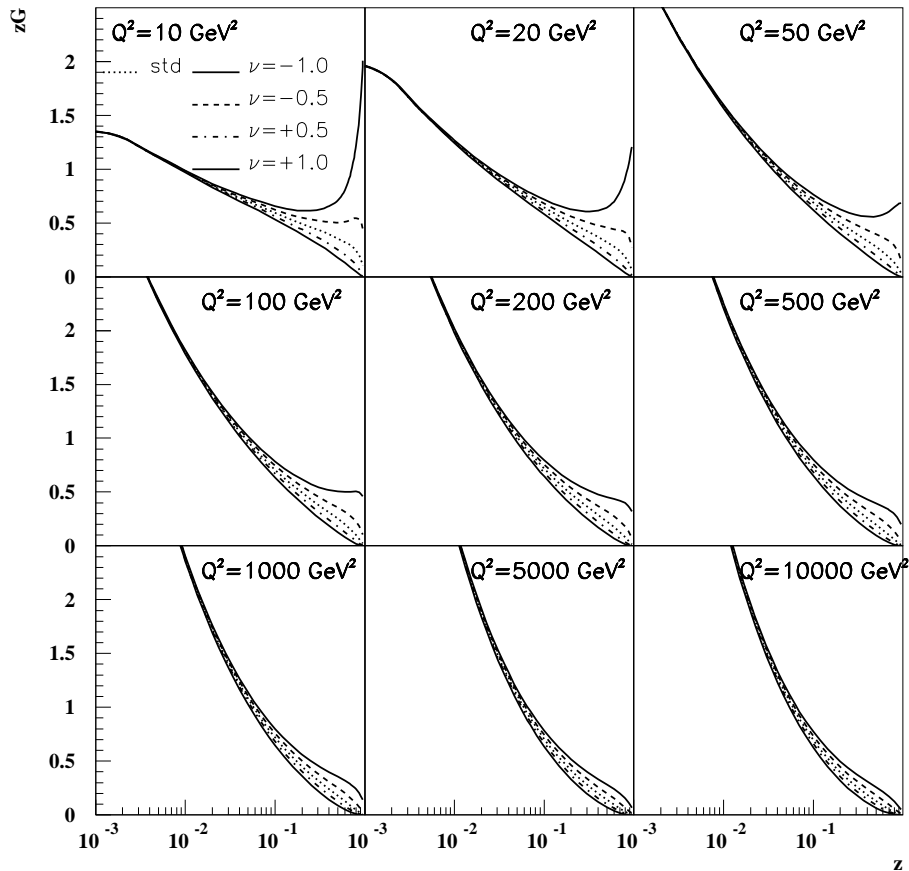 zG
Q²=10 GeV²
Q²=20 GeV²
Q²=50 GeV²
std
ν=−1.0
ν=−0.5
ν=+0.5
ν=+1.0
2
1.5
1
0.5
0
Q²=100 GeV²
Q²=200 GeV²
Q²=500 GeV²
2
1.5
1
0.5
0
Q²=1000 GeV²
Q²=5000 GeV²
Q²=10000 GeV²
2
1.5
1
0.5
0
10⁻³ 10⁻² 10⁻¹ 10⁻³ 10⁻² 10⁻¹ 10⁻³ 10⁻² 10⁻¹
z